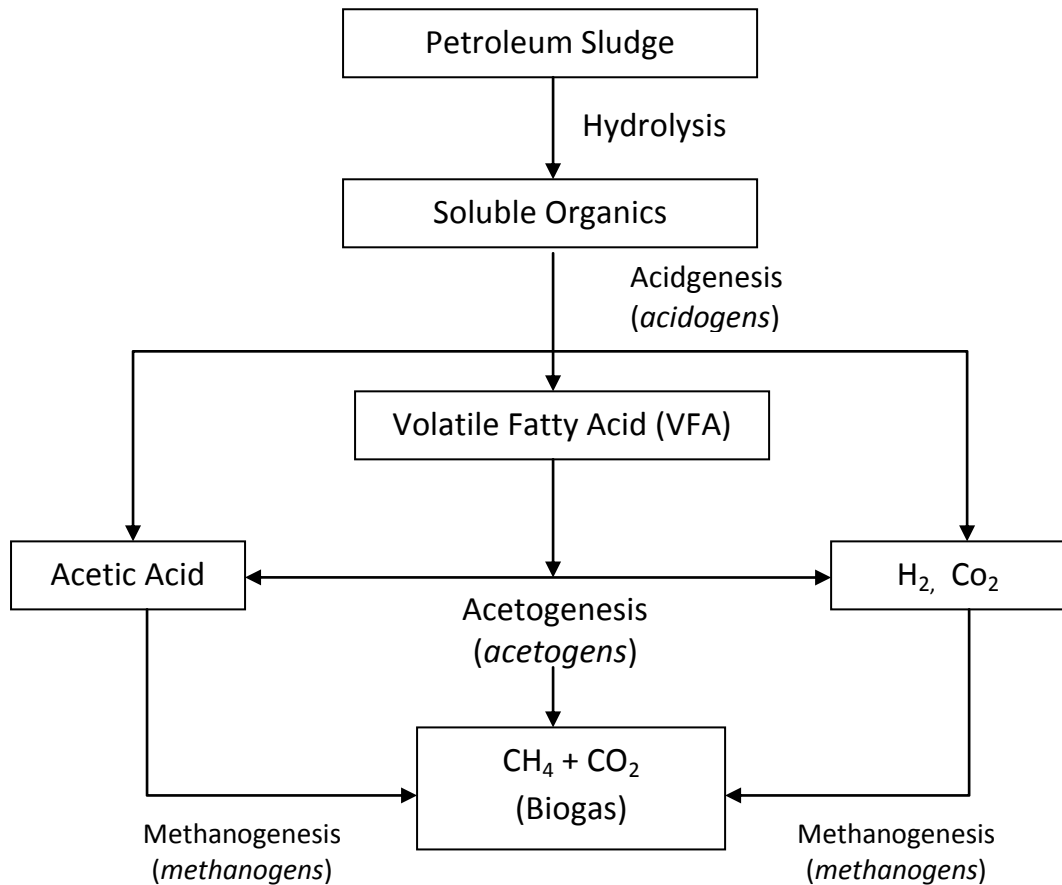 Petroleum Sludge
Hydrolysis
Soluble Organics
Acidgenesis
(acidogens)
Volatile Fatty Acid (VFA)
Acetic Acid
H₂, Co₂
Acetogenesis
(acetogens)
CH₄ + CO₂
(Biogas)
Methanogenesis
(methanogens)
Methanogenesis
(methanogens)